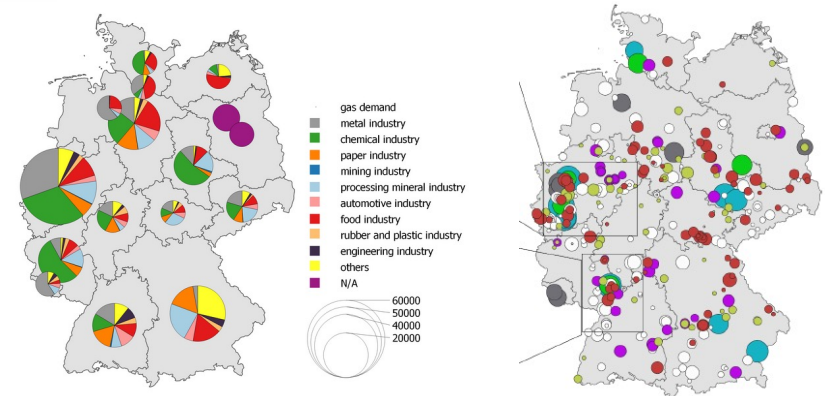 gas demand
metal industry
chemical industry
paper industry
mining industry
processing mineral industry
automotive industry
food industry
rubber and plastic industry
engineering industry
others
N/A
60000
50000
40000
20000